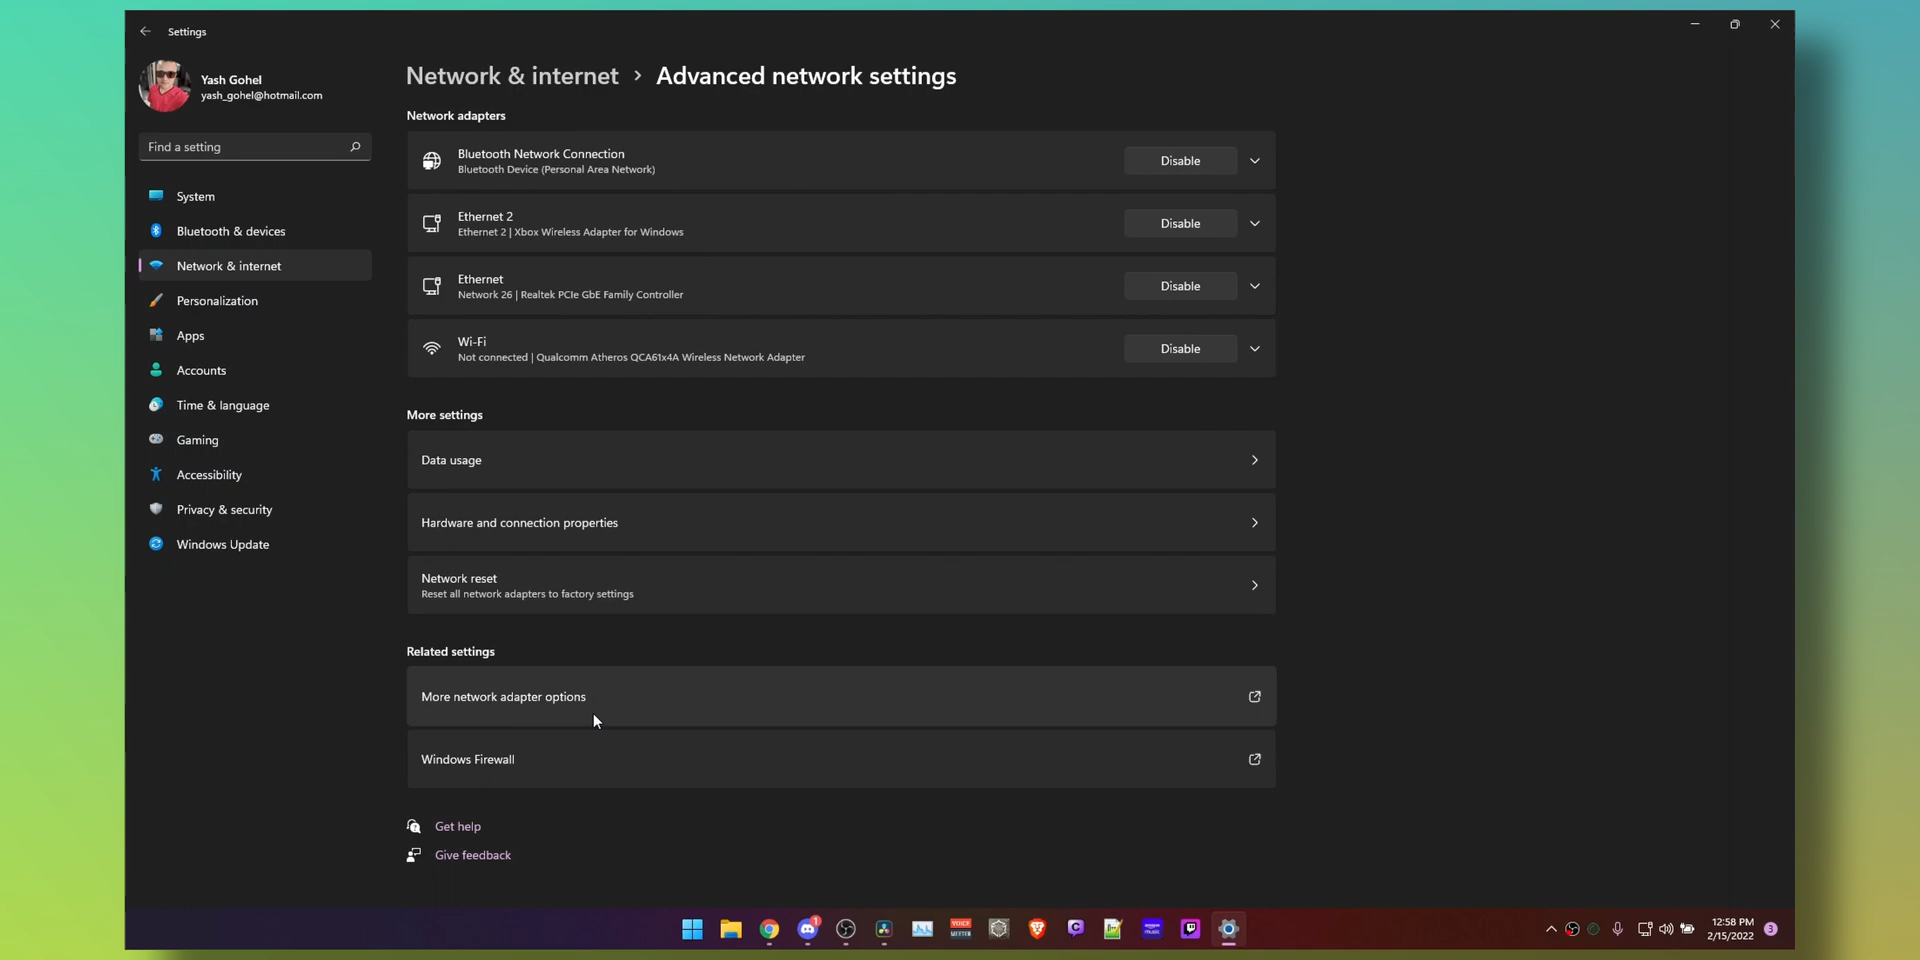 Settings
Yash Gohel
yash_gohel@hotmail.com
Find a setting
System
Bluetooth & devices
Network & internet
Personalization
Apps
Accounts
Time & language
Gaming
Accessibility
Privacy & security
Windows Update
Network & internet > Advanced network settings
Network adapters
Bluetooth Network Connection
Bluetooth Device (Personal Area Network)
Disable
Ethernet 2
Ethernet 2 | Xbox Wireless Adapter for Windows
Disable
Ethernet
Network 26 | Realtek PCIe GbE Family Controller
Disable
Wi-Fi
Not connected | Qualcomm Atheros QCA61x4A Wireless Network Adapter
Disable
More settings
Data usage
Hardware and connection properties
Network reset
Reset all network adapters to factory settings
Related settings
More network adapter options
Windows Firewall
Get help
Give feedback
1
VOICE
MEETER
music
12:58 PM
2/15/2022
3